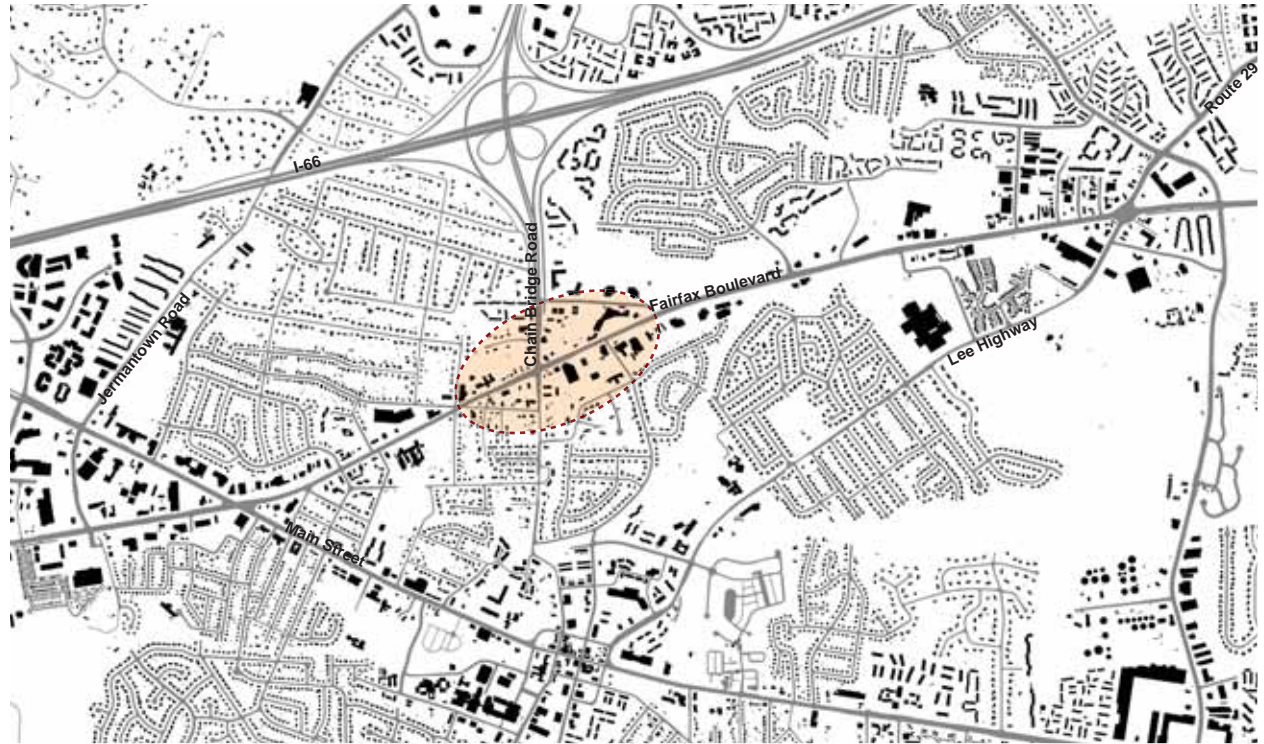 Route 29
I-66
Chain Bridge Road
Fairfax Boulevard
Jermantown Road
Lee Highway
Main Street